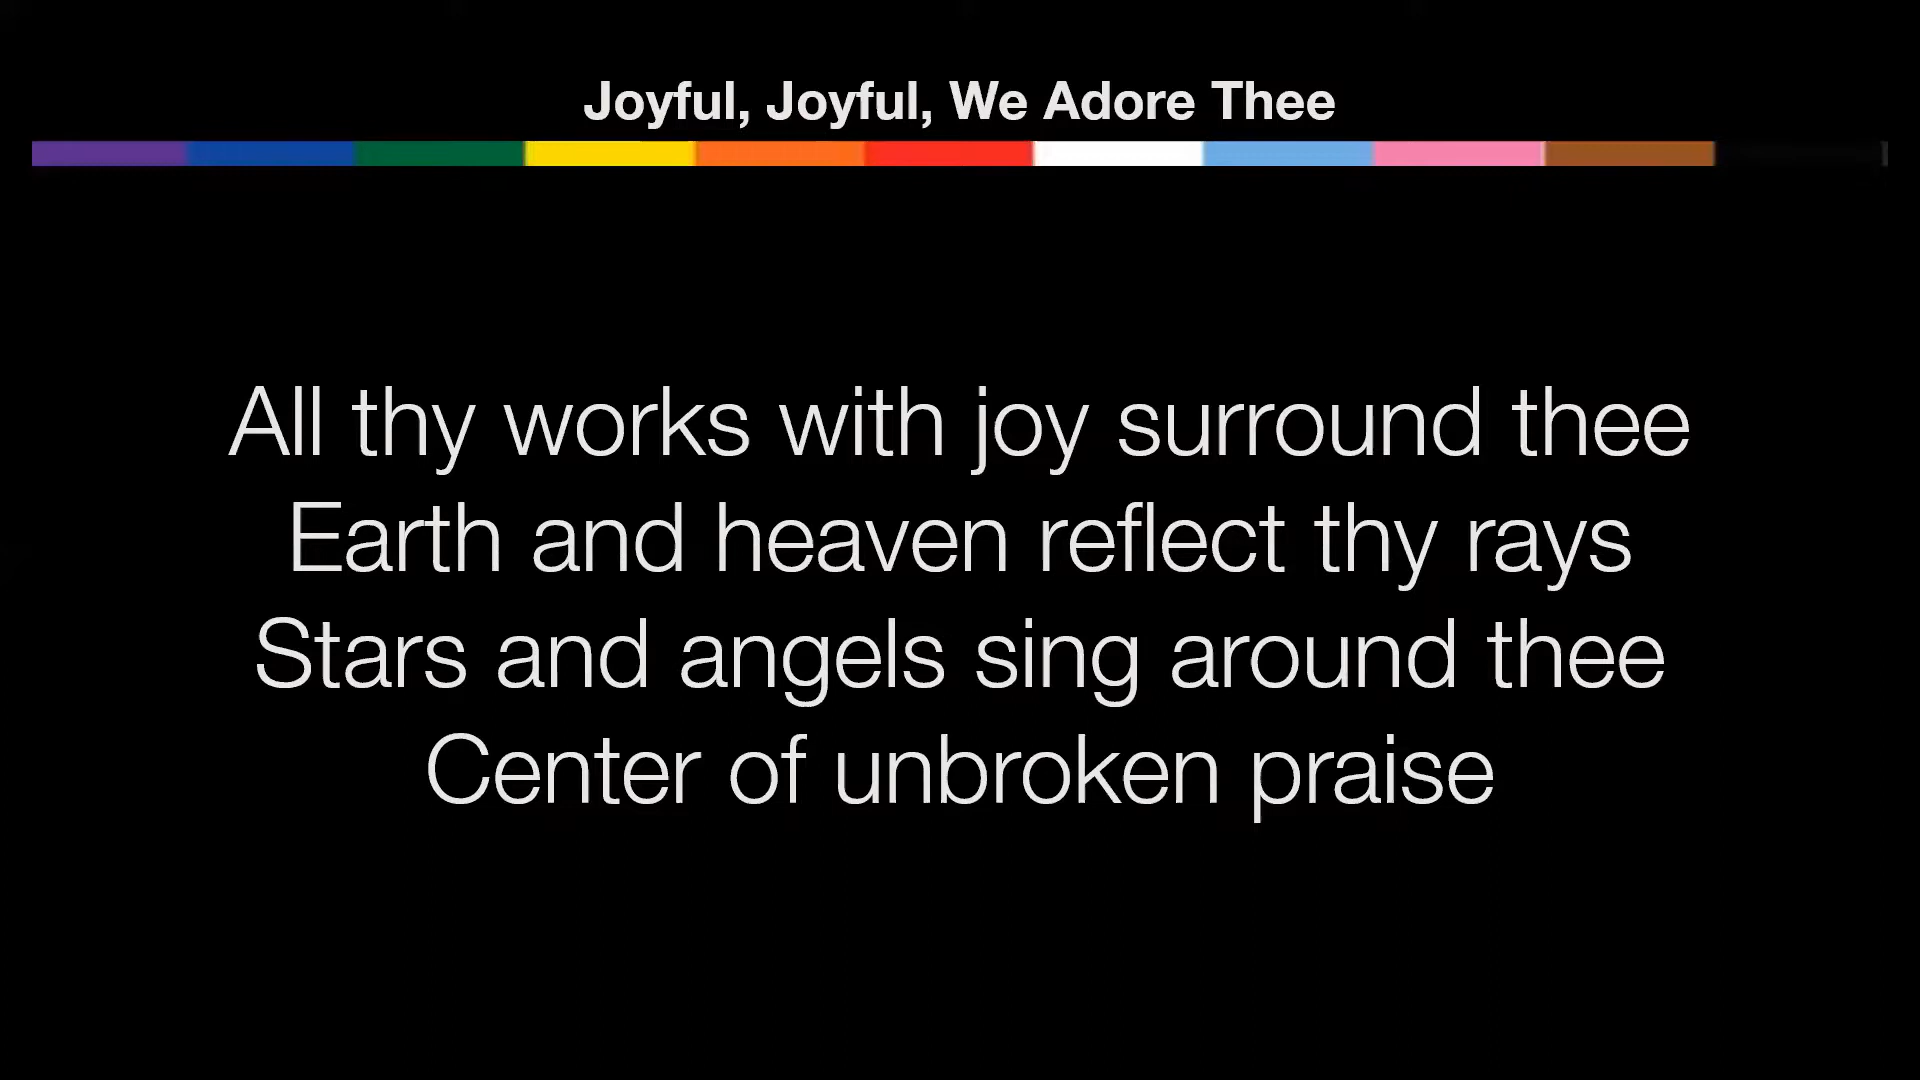 Joyful, Joyful, We Adore Thee
All thy works with joy surround thee
Earth and heaven reflect thy rays
Stars and angels sing around thee
Center of unbroken praise